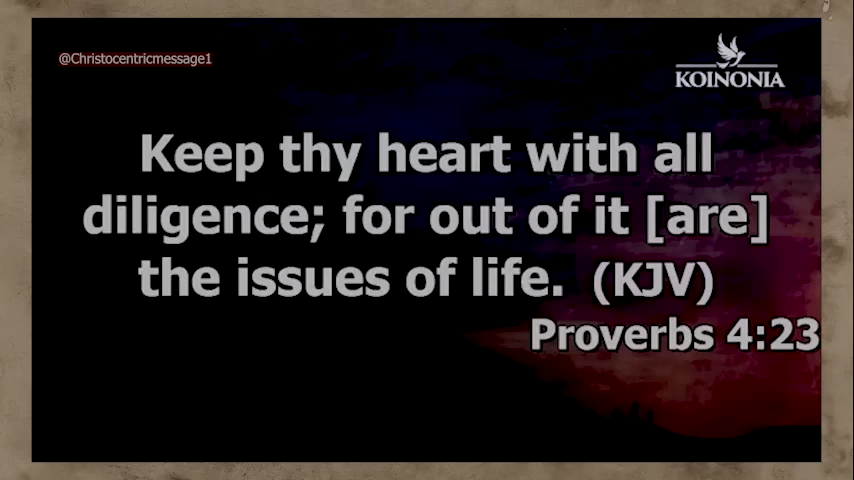 @Christocentricmessage1
KOINONIA
Keep thy heart with all
diligence; for out of it [are]
the issues of life. (KJV)
Proverbs 4:23